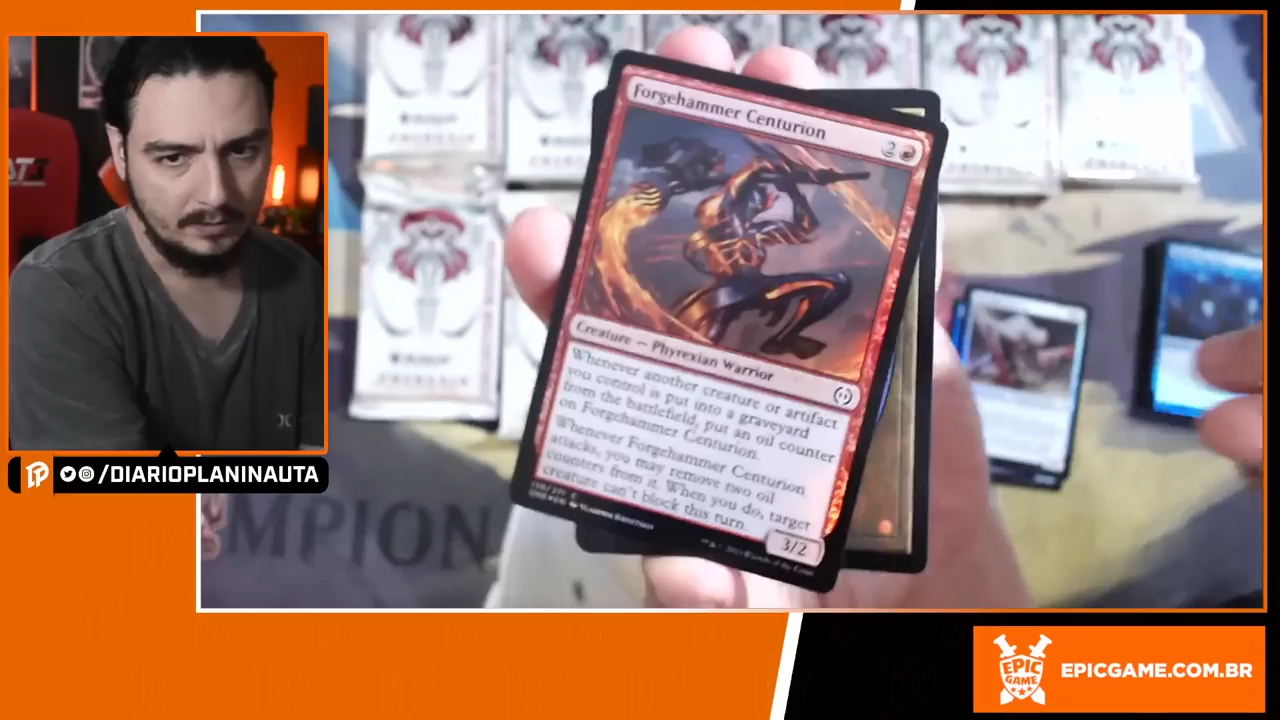 Forgehammer Centurion
2
Creature — Phyrexian Warrior
Whenever another creature or artifact
you control is put into a graveyard
from the battlefield, put an oil counter
on Forgehammer Centurion.
Whenever Forgehammer Centurion
attacks, you may remove two oil
counters from it. When you do, target
creature can't block this turn.
3/2
/DIARIOPLANINAUTA
MPION
EPIC
GAME
EPICGAME.COM.BR